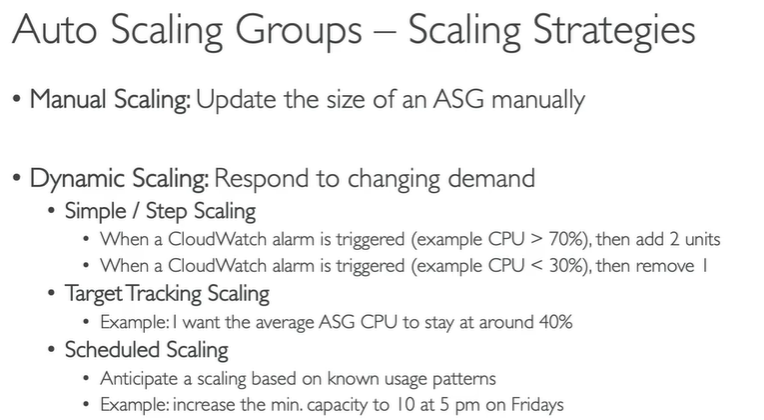 Auto Scaling Groups – Scaling Strategies
• Manual Scaling: Update the size of an ASG manually
• Dynamic Scaling: Respond to changing demand
• Simple / Step Scaling
• When a CloudWatch alarm is triggered (example CPU > 70%), then add 2 units
• When a CloudWatch alarm is triggered (example CPU < 30%), then remove 1
• Target Tracking Scaling
• Example: I want the average ASG CPU to stay at around 40%
• Scheduled Scaling
• Anticipate a scaling based on known usage patterns
• Example: increase the min. capacity to 10 at 5 pm on Fridays